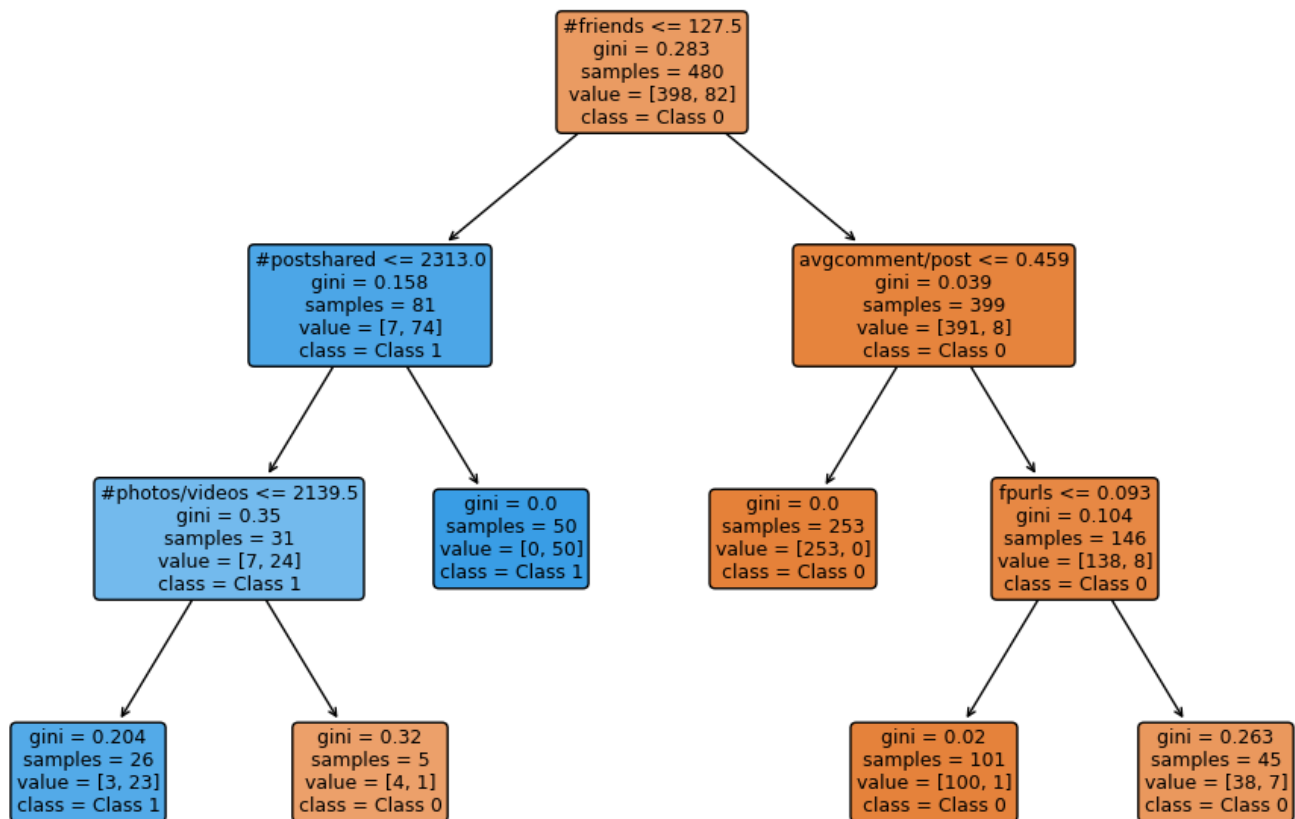 #friends <= 127.5
gini = 0.283
samples = 480
value = [398, 82]
class = Class 0
#postshared <= 2313.0
gini = 0.158
samples = 81
value = [7, 74]
class = Class 1
avgcomment/post <= 0.459
gini = 0.039
samples = 399
value = [391, 8]
class = Class 0
#photos/videos <= 2139.5
gini = 0.35
samples = 31
value = [7, 24]
class = Class 1
gini = 0.0
samples = 50
value = [0, 50]
class = Class 1
gini = 0.0
samples = 253
value = [253, 0]
class = Class 0
fpurls <= 0.093
gini = 0.104
samples = 146
value = [138, 8]
class = Class 0
gini = 0.204
samples = 26
value = [3, 23]
class = Class 1
gini = 0.32
samples = 5
value = [4, 1]
class = Class 0
gini = 0.02
samples = 101
value = [100, 1]
class = Class 0
gini = 0.263
samples = 45
value = [38, 7]
class = Class 0